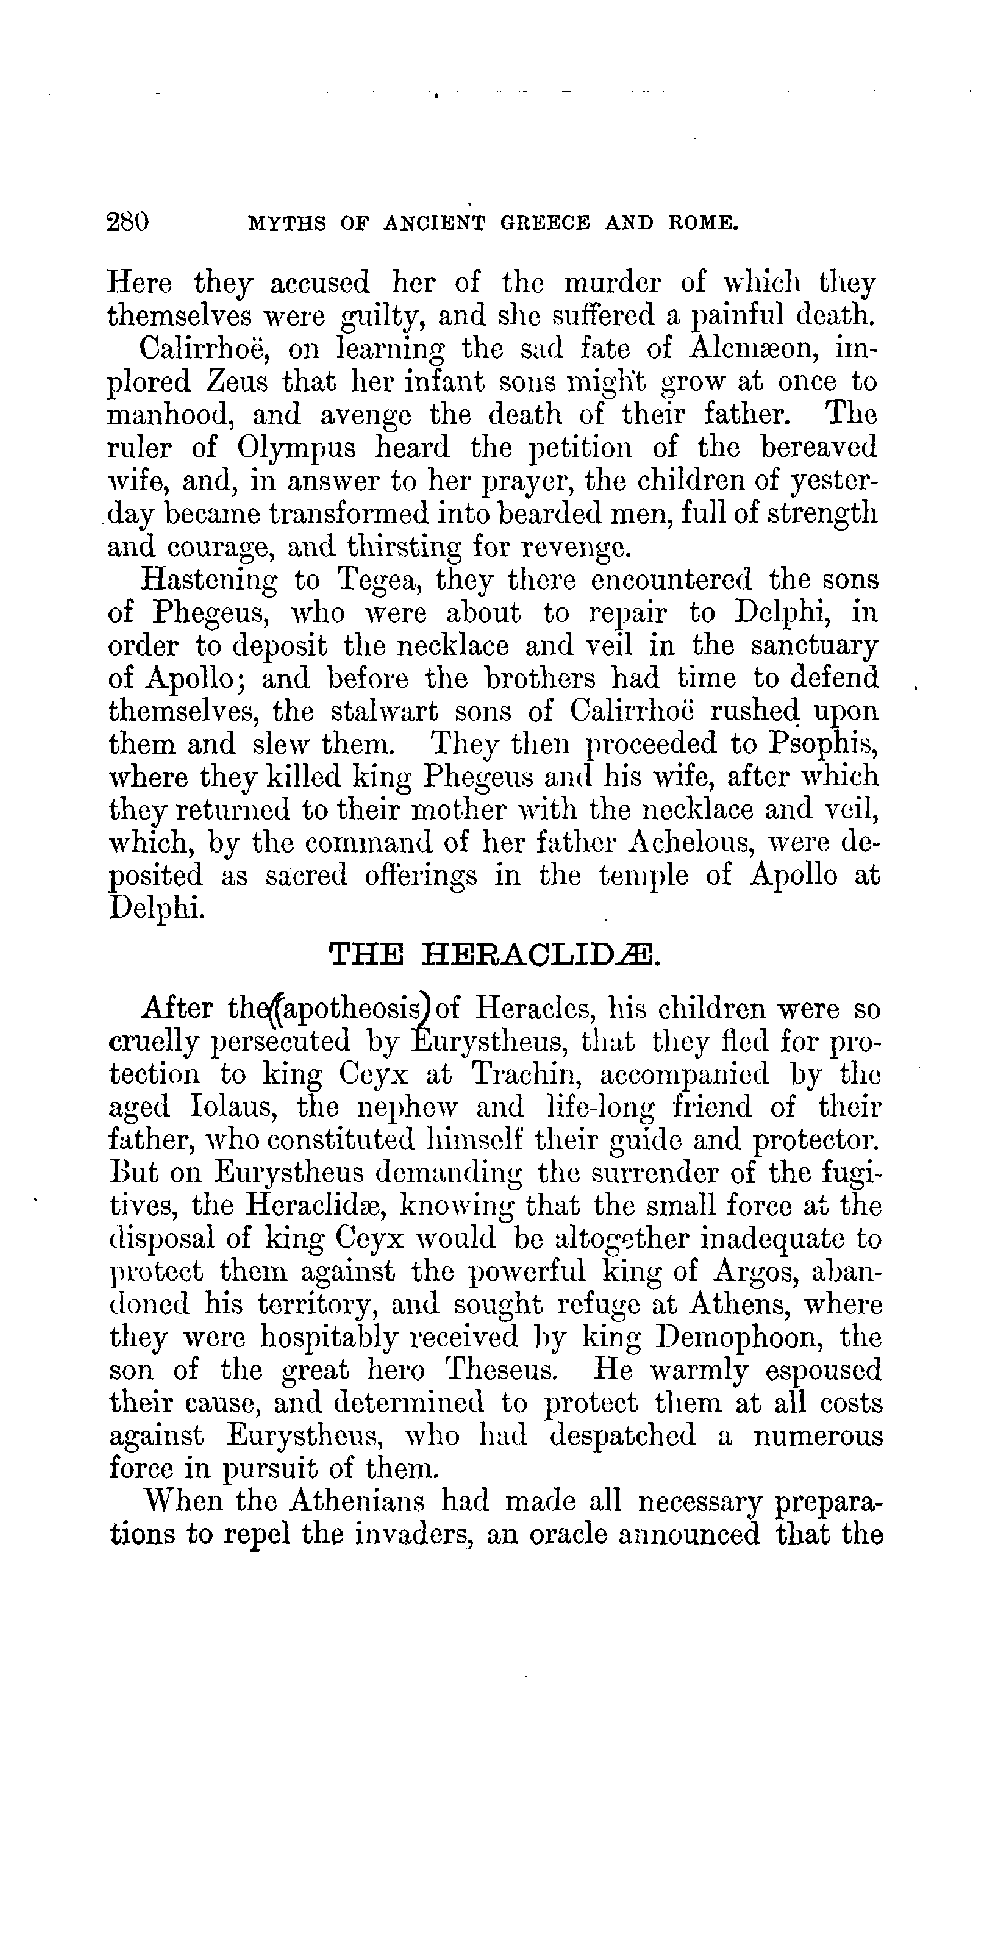 280 MYTHS OF ANCIENT GREECE AND ROME.
Here they accused her of the murder of which they
themselves were guilty, and she suffered a painful death.
Calirrhoë, on learning the sad fate of Alcmæon, im-
plored Zeus that her infant sons might grow at once to
manhood, and avenge the death of their father. The
ruler of Olympus heard the petition of the bereaved
wife, and, in answer to her prayer, the children of yester-
day became transformed into bearded men, full of strength
and courage, and thirsting for revenge.
Hastening to Tegea, they there encountered the sons
of Phegeus, who were about to repair to Delphi, in
order to deposit the necklace and veil in the sanctuary
of Apollo; and before the brothers had time to defend
themselves, the stalwart sons of Calirrhoë rushed upon
them and slew them. They then proceeded to Psophis,
where they killed king Phegeus and his wife, after which
they returned to their mother with the necklace and veil,
which, by the command of her father Achelous, were de-
posited as sacred offerings in the temple of Apollo at
Delphi.
THE HERACLIDÆ.
After the (apotheosis) of Heracles, his children were so
cruelly persecuted by Eurystheus, that they fled for pro-
tection to king Ceyx at Trachin, accompanied by the
aged Iolaus, the nephew and life-long friend of their
father, who constituted himself their guide and protector.
But on Eurystheus demanding the surrender of the fugi-
tives, the Heraclidæ, knowing that the small force at the
disposal of king Ceyx would be altogether inadequate to
protect them against the powerful king of Argos, aban-
doned his territory, and sought refuge at Athens, where
they were hospitably received by king Demophoon, the
son of the great hero Theseus. He warmly espoused
their cause, and determined to protect them at all costs
against Eurystheus, who had despatched a numerous
force in pursuit of them.
When the Athenians had made all necessary prepara-
tions to repel the invaders, an oracle announced that the